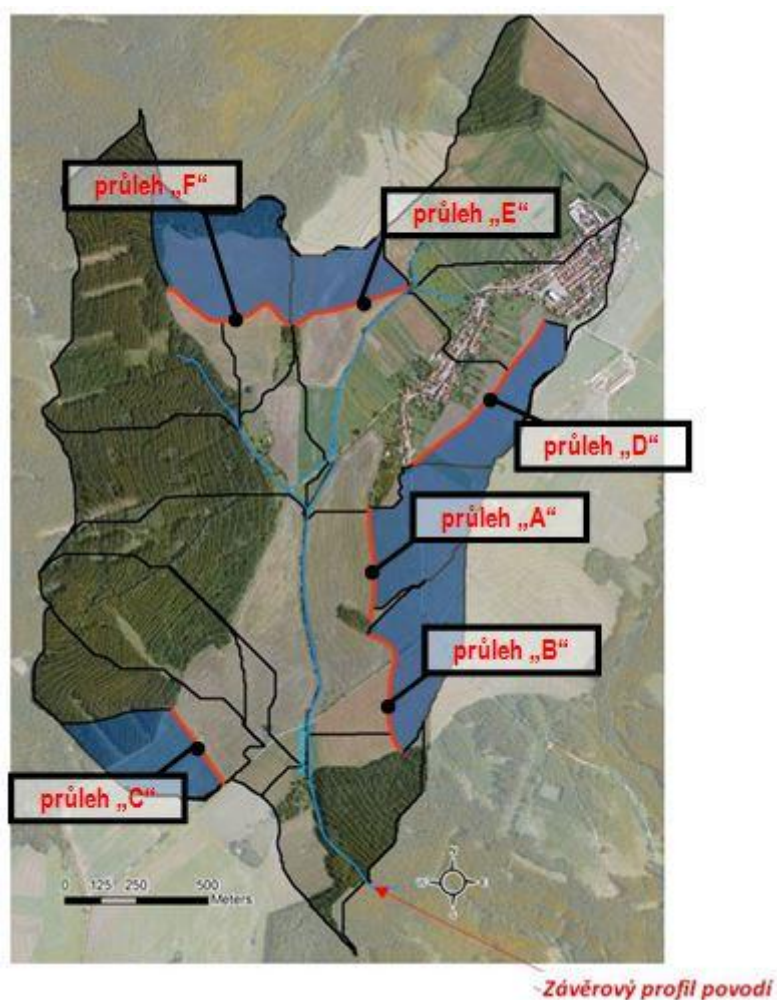 průleh „F“
průleh „E“
průleh „D“
průleh „A“
průleh „B“
průleh „C“
0 125 250 500
Meters
N
W E
S
Závěrový profil povodí